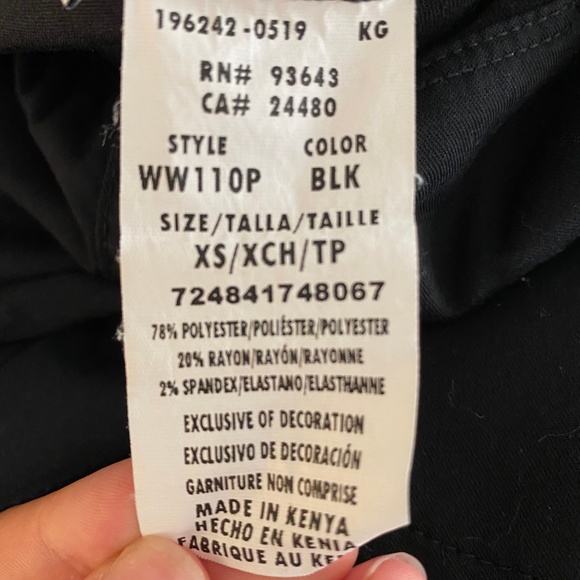 196242-0519 KG
RN# 93643
CA# 24480
STYLE COLOR
WW110P BLK
SIZE/TALLA/TAILLE
XS/XCH/TP
724841748067
78% POLYESTER/POLIÉSTER/POLYESTER
20% RAYON/RAYÓN/RAYONNE
2% SPANDEX/ELASTANO/ELASTHANNE
EXCLUSIVE OF DECORATION
EXCLUSIVO DE DECORACIÓN
GARNITURE NON COMPRISE
MADE IN KENYA
HECHO EN KENIA
FABRIQUE AU